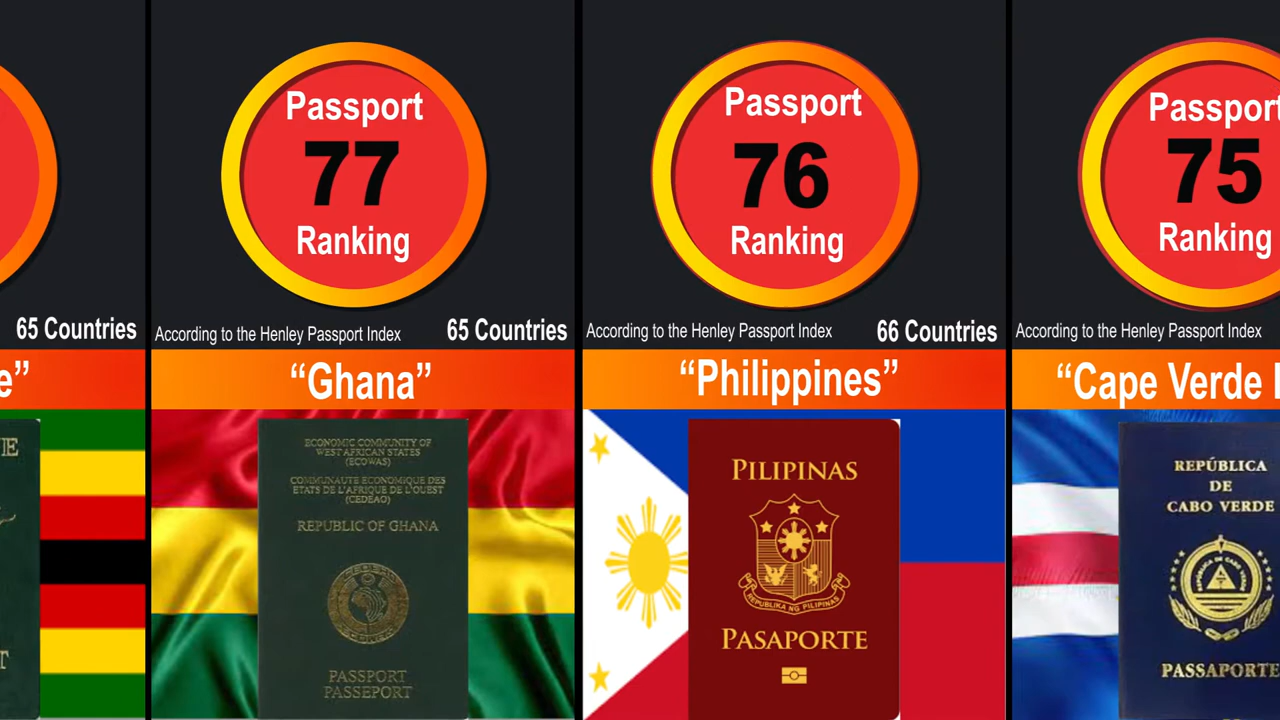 65 Countries
e”
IE
T
Passport
77
Ranking
According to the Henley Passport Index
65 Countries
“Ghana”
ECONOMIC COMMUNITY OF
WEST AFRICAN STATES
(ECOWAS)
COMMUNAUTE ECONOMIQUE DES
ETATS DE L'AFRIQUE DE L'OUEST
(CEDEAO)
REPUBLIC OF GHANA
PASSPORT
PASSEPORT
Passport
76
Ranking
According to the Henley Passport Index
66 Countries
“Philippines”
PILIPINAS
REPUBLIKA NG PILIPINAS
PASAPORTE
Passport
75
Ranking
According to the Henley Passport Index
“Cape Verde
REPÚBLICA
DE
CABO VERDE
PASSAPORTE